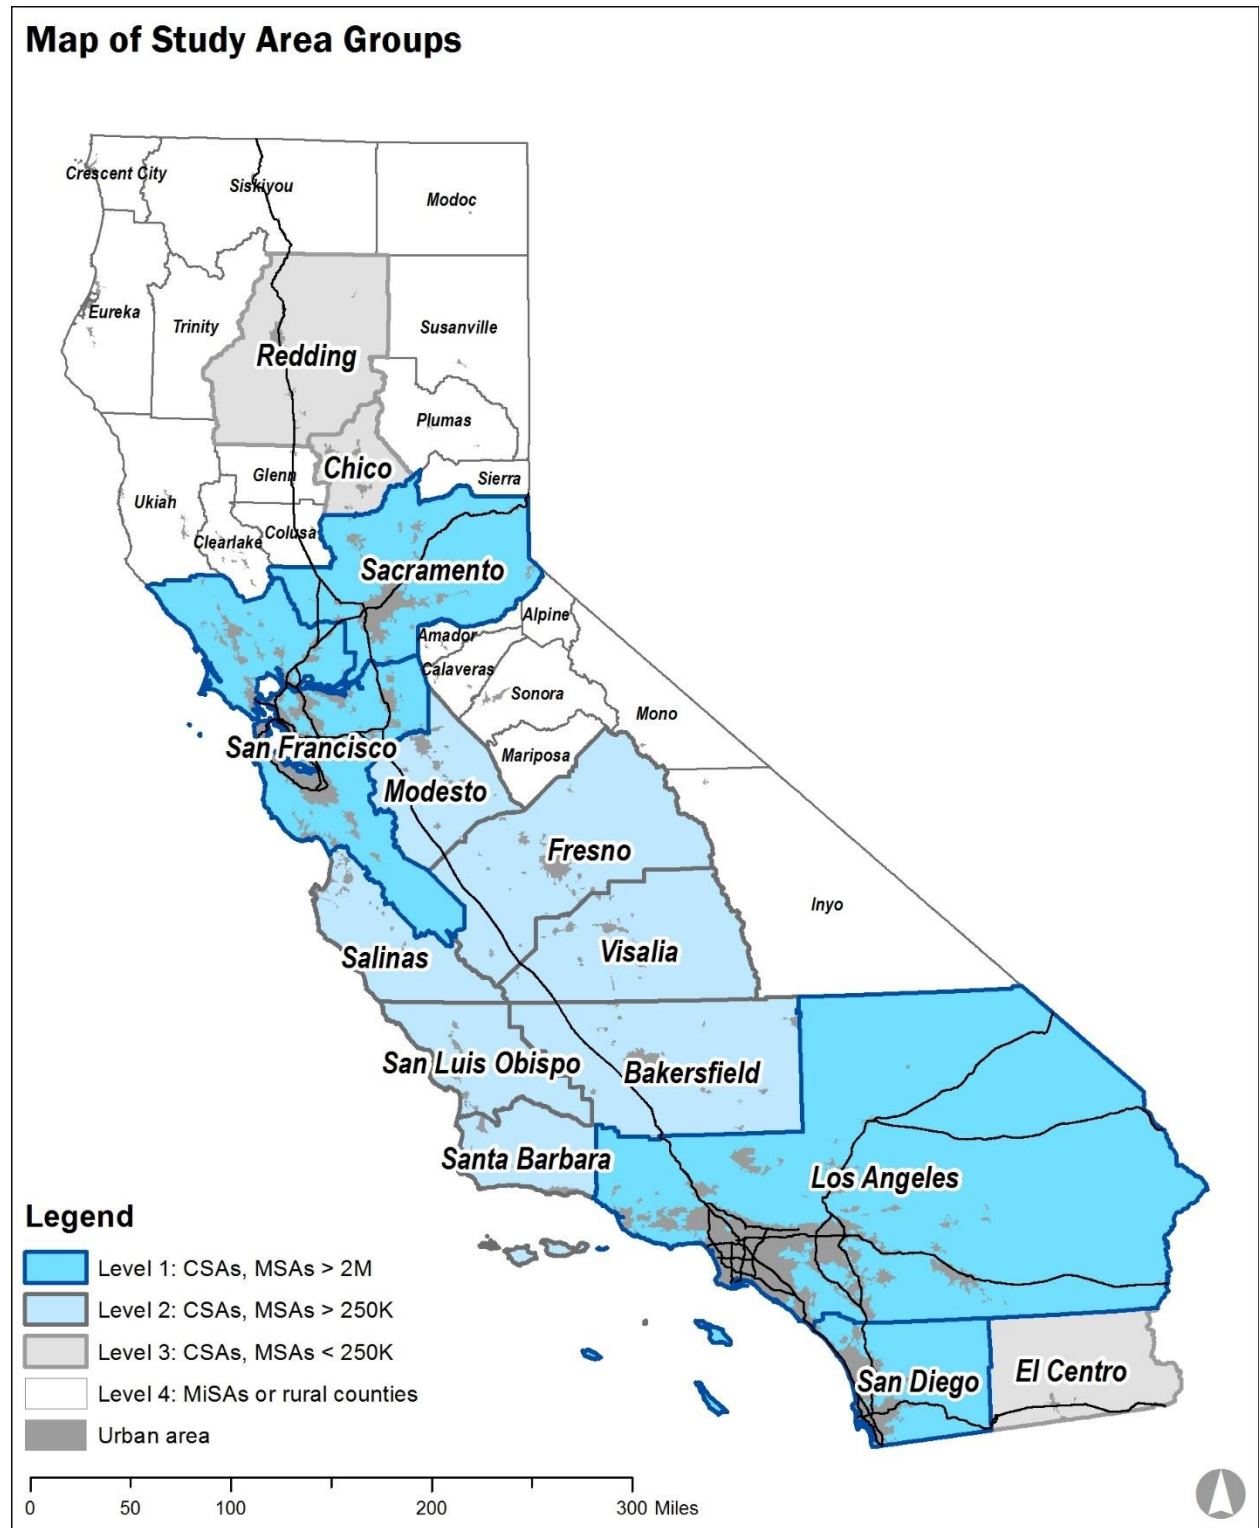 Map of Study Area Groups
Crescent City
Siskiyou
Modoc
Eureka
Trinity
Susanville
Redding
Plumas
Chico
Glenn
Sierra
Ukiah
Colusa
Clearlake
Sacramento
Alpine
Amador
Calaveras
Sonora
Mono
San Francisco
Mariposa
Modesto
Fresno
Inyo
Salinas
Visalia
San Luis Obispo
Bakersfield
Santa Barbara
Los Angeles
San Diego
El Centro
Legend
Level 1: CSAs, MSAs > 2M
Level 2: CSAs, MSAs > 250K
Level 3: CSAs, MSAs < 250K
Level 4: MiSAs or rural counties
Urban area
0 50 100 200 300 Miles